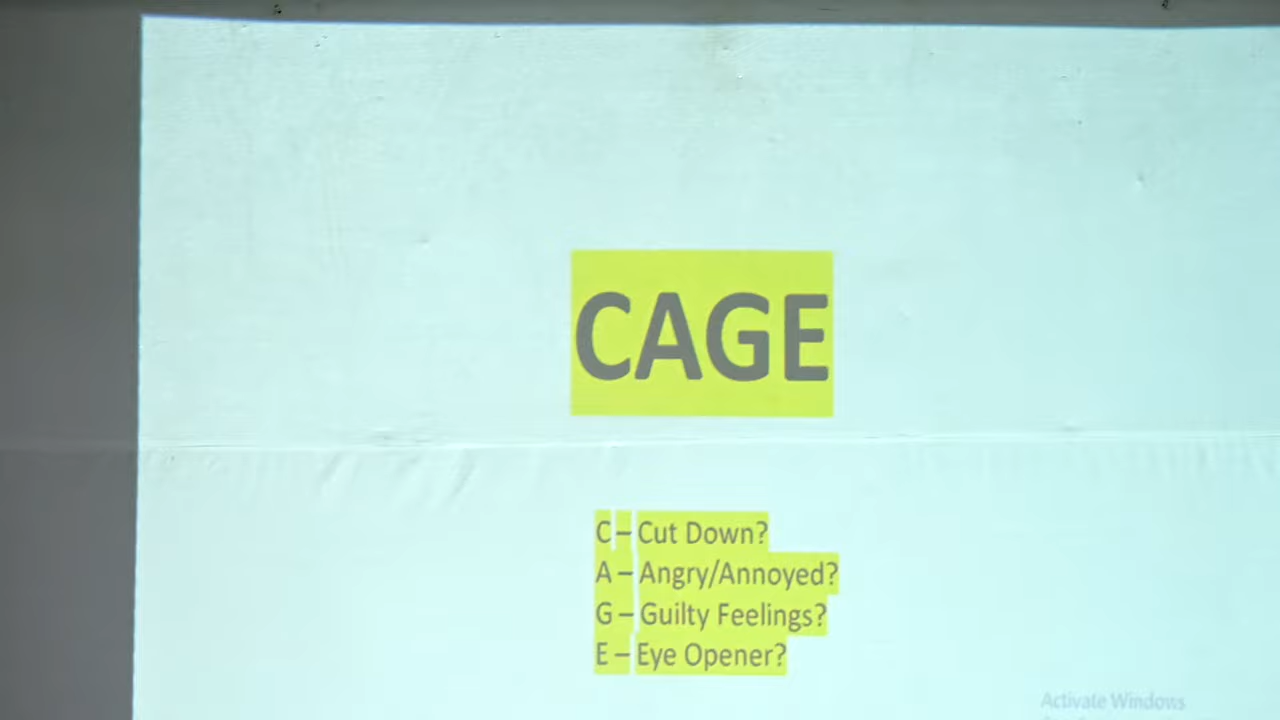 CAGE
C – Cut Down?
A – Angry/Annoyed?
G – Guilty Feelings?
E – Eye Opener?
Activate Windows